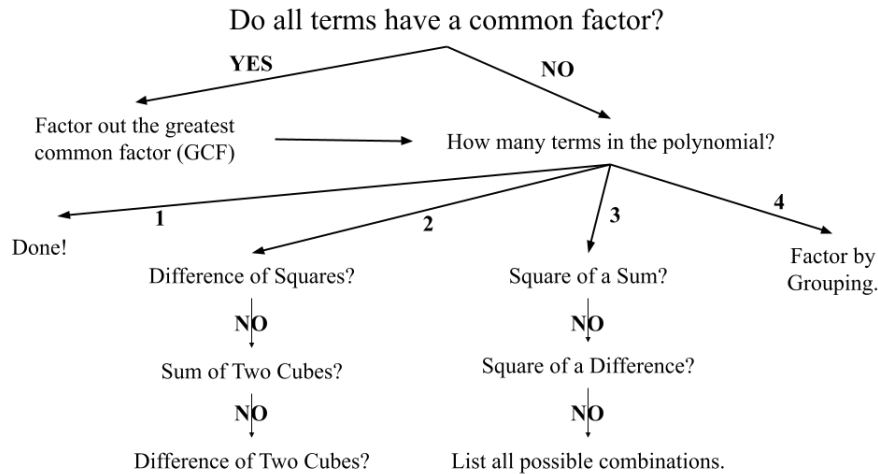 Do all terms have a common factor?
YES
NO
Factor out the greatest
common factor (GCF)
How many terms in the polynomial?
1
2
3
4
Done!
Difference of Squares?
Square of a Sum?
Factor by
Grouping.
NO
NO
Sum of Two Cubes?
Square of a Difference?
NO
NO
Difference of Two Cubes?
List all possible combinations.